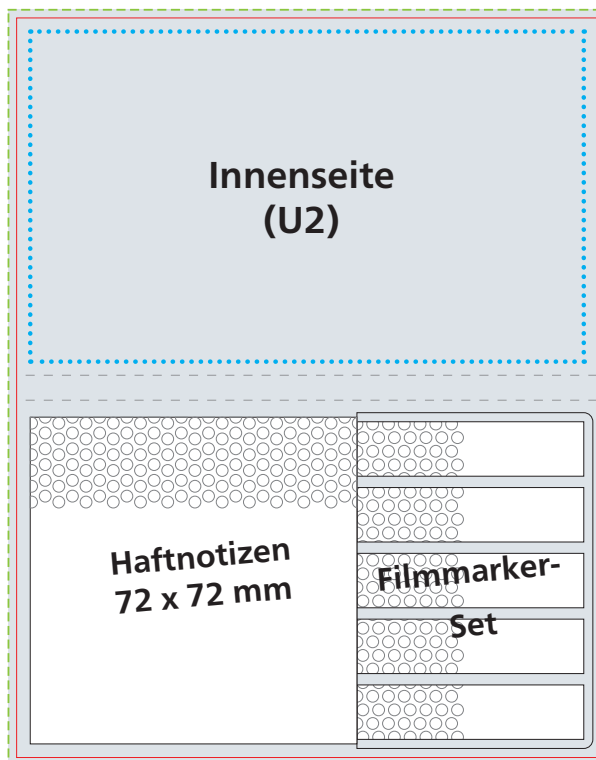 Innenseite
(U2)
Haftnotizen
72 x 72 mm
Filmmarker-
Set